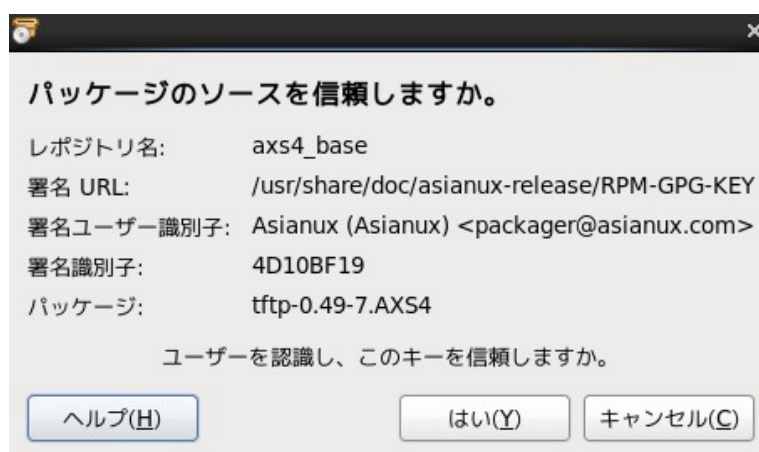 パッケージのソースを信頼しますか。
レポジトリ名: axs4_base
署名 URL: /usr/share/doc/asianux-release/RPM-GPG-KEY
署名ユーザー識別子: Asianux (Asianux) <packager@asianux.com>
署名識別子: 4D10BF19
パッケージ: tftp-0.49-7.AXS4
ユーザーを認識し、このキーを信頼しますか。
ヘルプ(H) はい(Y) キャンセル(C)